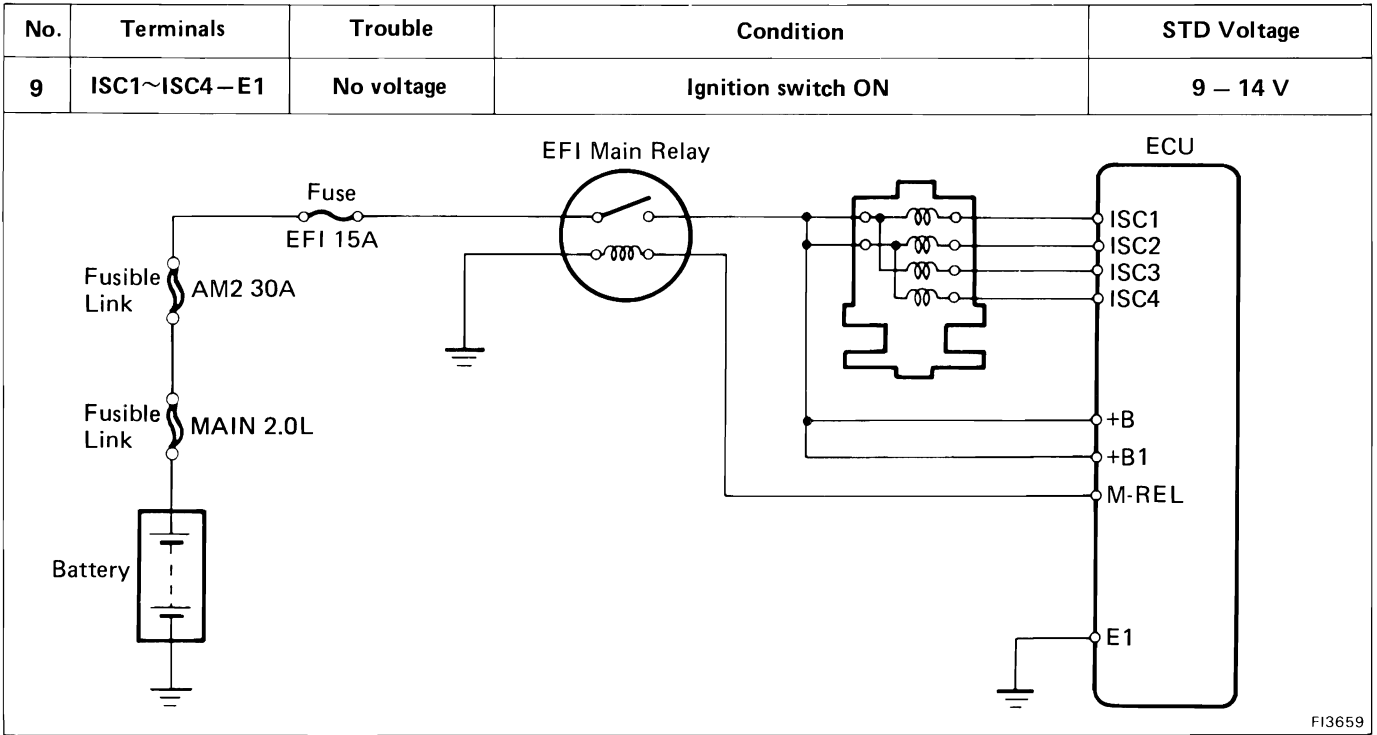 No. Terminals Trouble Condition STD Voltage
9 ISC1~ISC4—E1 No voltage Ignition switch ON 9 — 14 V
EFI Main Relay
ECU
Fuse
EFI 15A
ISC1
ISC2
ISC3
ISC4
Fusible
Link
AM2 30A
Fusible
Link
MAIN 2.0L
+B
+B1
M-REL
Battery
E1
FI3659